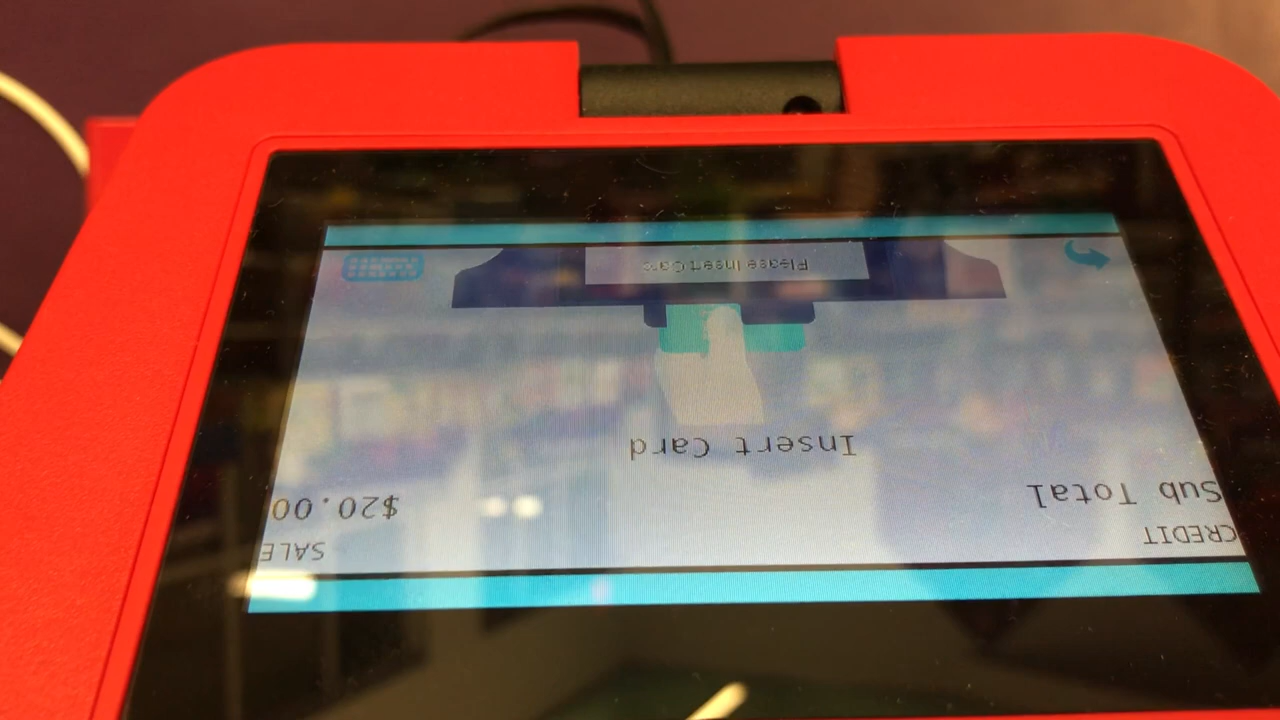 CREDIT SALE
Sub Total $20.00
Insert Card
Please Insert Card